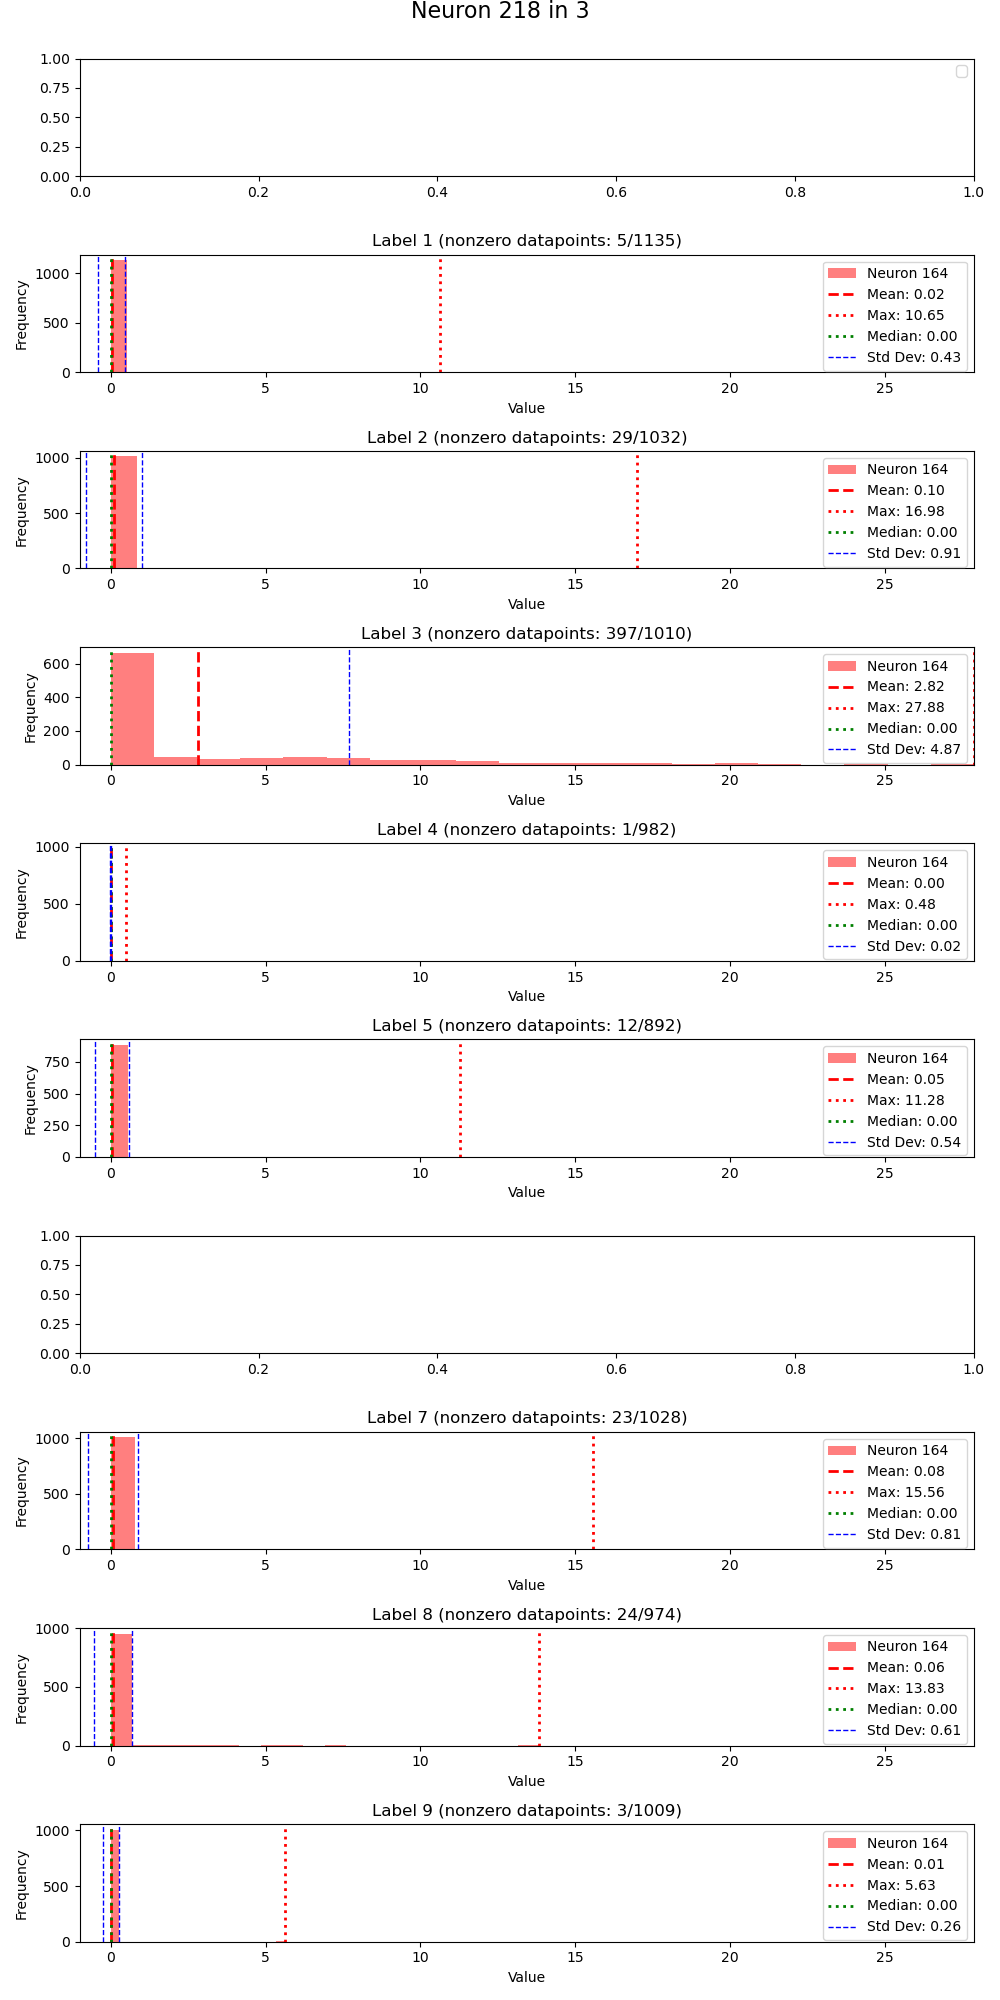 Neuron 218 in 3
1.00
0.75
0.50
0.25
0.00
0.0 0.2 0.4 0.6 0.8 1.0
Label 1 (nonzero datapoints: 5/1135)
Frequency
1000
500
0
Neuron 164
Mean: 0.02
Max: 10.65
Median: 0.00
Std Dev: 0.43
0 5 10 15 20 25
Value
Label 2 (nonzero datapoints: 29/1032)
Frequency
1000
500
0
Neuron 164
Mean: 0.10
Max: 16.98
Median: 0.00
Std Dev: 0.91
0 5 10 15 20 25
Value
Label 3 (nonzero datapoints: 397/1010)
Frequency
600
400
200
0
Neuron 164
Mean: 2.82
Max: 27.88
Median: 0.00
Std Dev: 4.87
0 5 10 15 20 25
Value
Label 4 (nonzero datapoints: 1/982)
Frequency
1000
500
0
Neuron 164
Mean: 0.00
Max: 0.48
Median: 0.00
Std Dev: 0.02
0 5 10 15 20 25
Value
Label 5 (nonzero datapoints: 12/892)
Frequency
750
500
250
0
Neuron 164
Mean: 0.05
Max: 11.28
Median: 0.00
Std Dev: 0.54
0 5 10 15 20 25
Value
1.00
0.75
0.50
0.25
0.00
0.0 0.2 0.4 0.6 0.8 1.0
Label 7 (nonzero datapoints: 23/1028)
Frequency
1000
500
0
Neuron 164
Mean: 0.08
Max: 15.56
Median: 0.00
Std Dev: 0.81
0 5 10 15 20 25
Value
Label 8 (nonzero datapoints: 24/974)
Frequency
1000
500
0
Neuron 164
Mean: 0.06
Max: 13.83
Median: 0.00
Std Dev: 0.61
0 5 10 15 20 25
Value
Label 9 (nonzero datapoints: 3/1009)
Frequency
1000
500
0
Neuron 164
Mean: 0.01
Max: 5.63
Median: 0.00
Std Dev: 0.26
0 5 10 15 20 25
Value